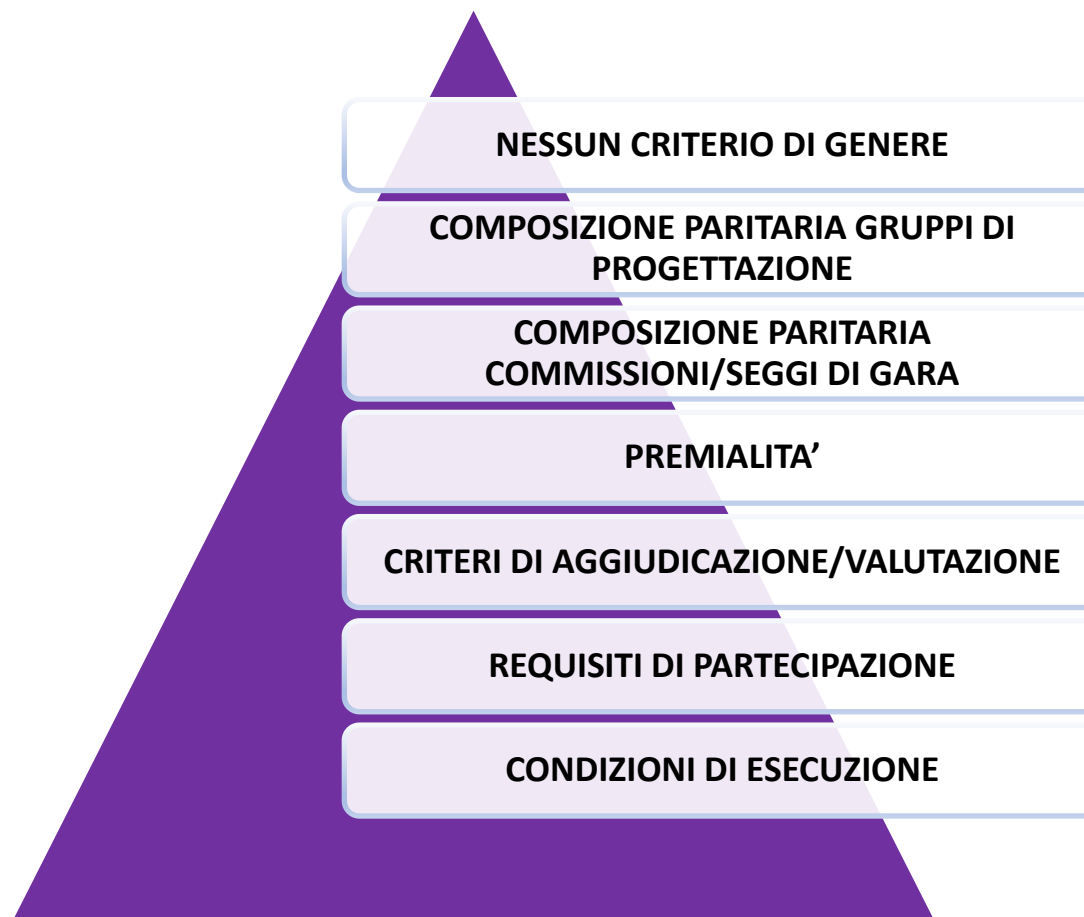 NESSUN CRITERIO DI GENERE
COMPOSIZIONE PARITARIA GRUPPI DI
PROGETTAZIONE
COMPOSIZIONE PARITARIA
COMMISSIONI/SEGGI DI GARA
PREMIALITA’
CRITERI DI AGGIUDICAZIONE/VALUTAZIONE
REQUISITI DI PARTECIPAZIONE
CONDIZIONI DI ESECUZIONE